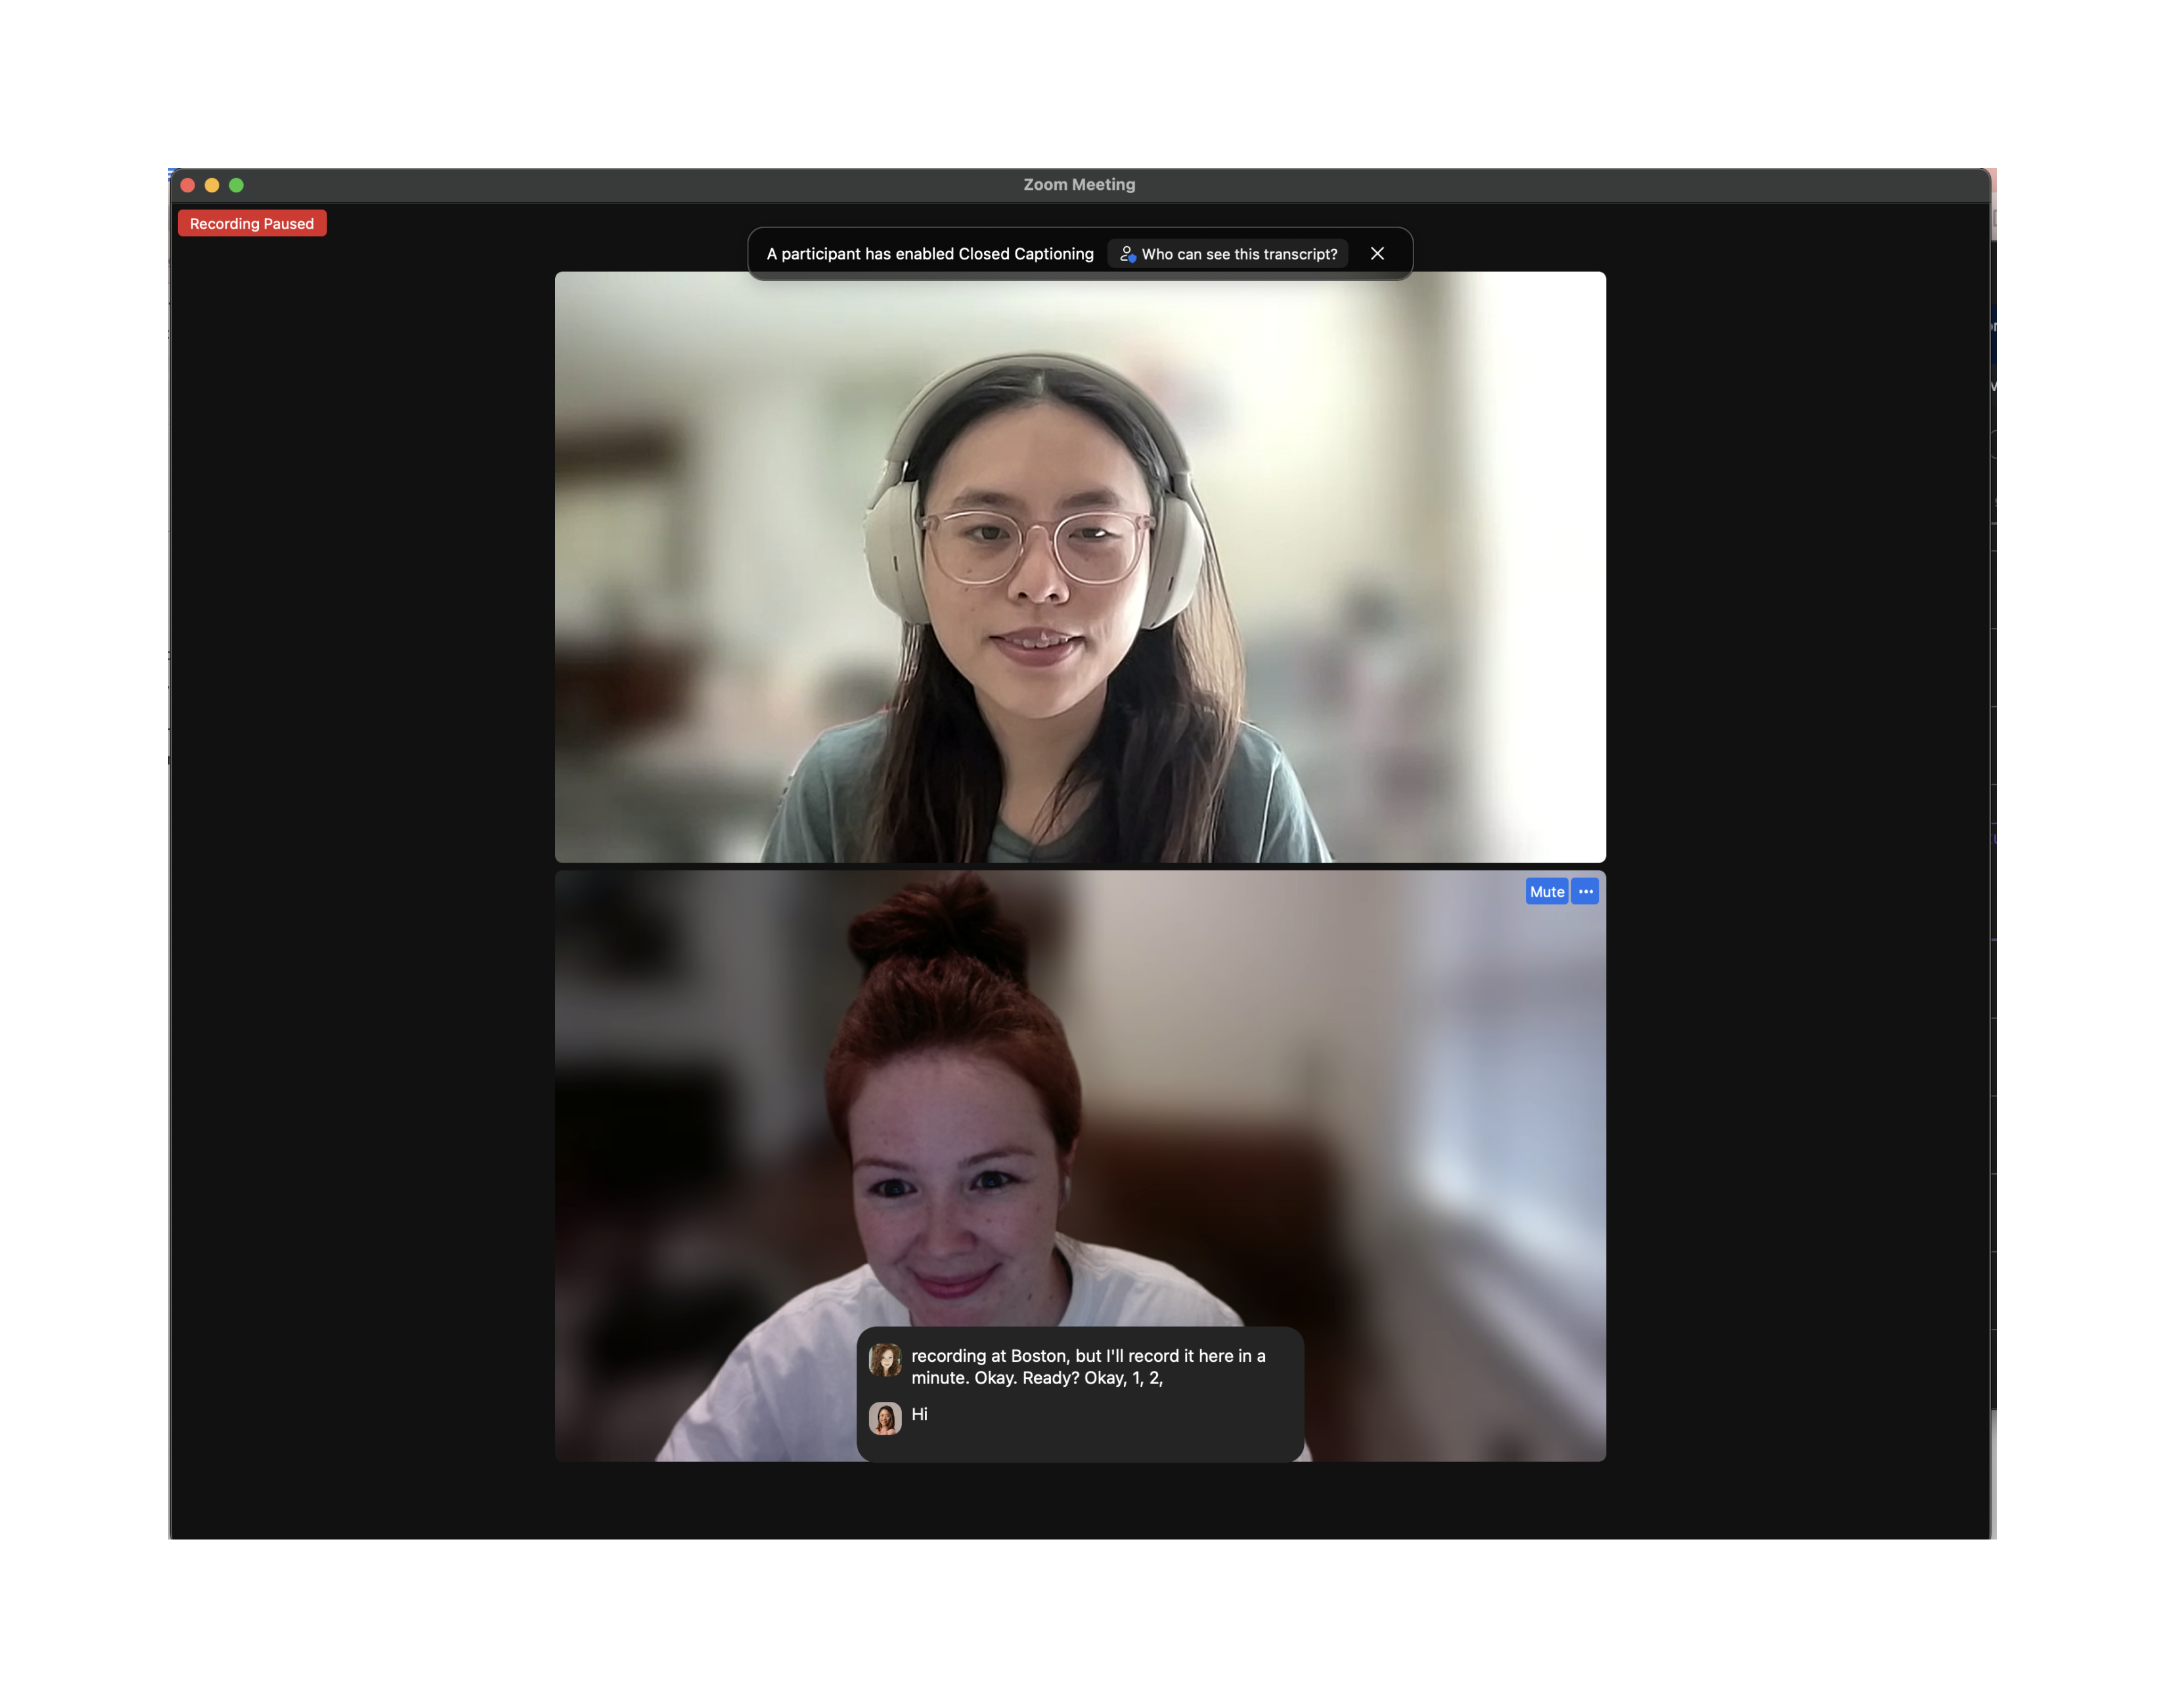 Zoom Meeting
Recording Paused
A participant has enabled Closed Captioning Who can see this transcript?
Mute
recording at Boston, but I'll record it here in a
minute. Okay. Ready? Okay, 1, 2,
Hi